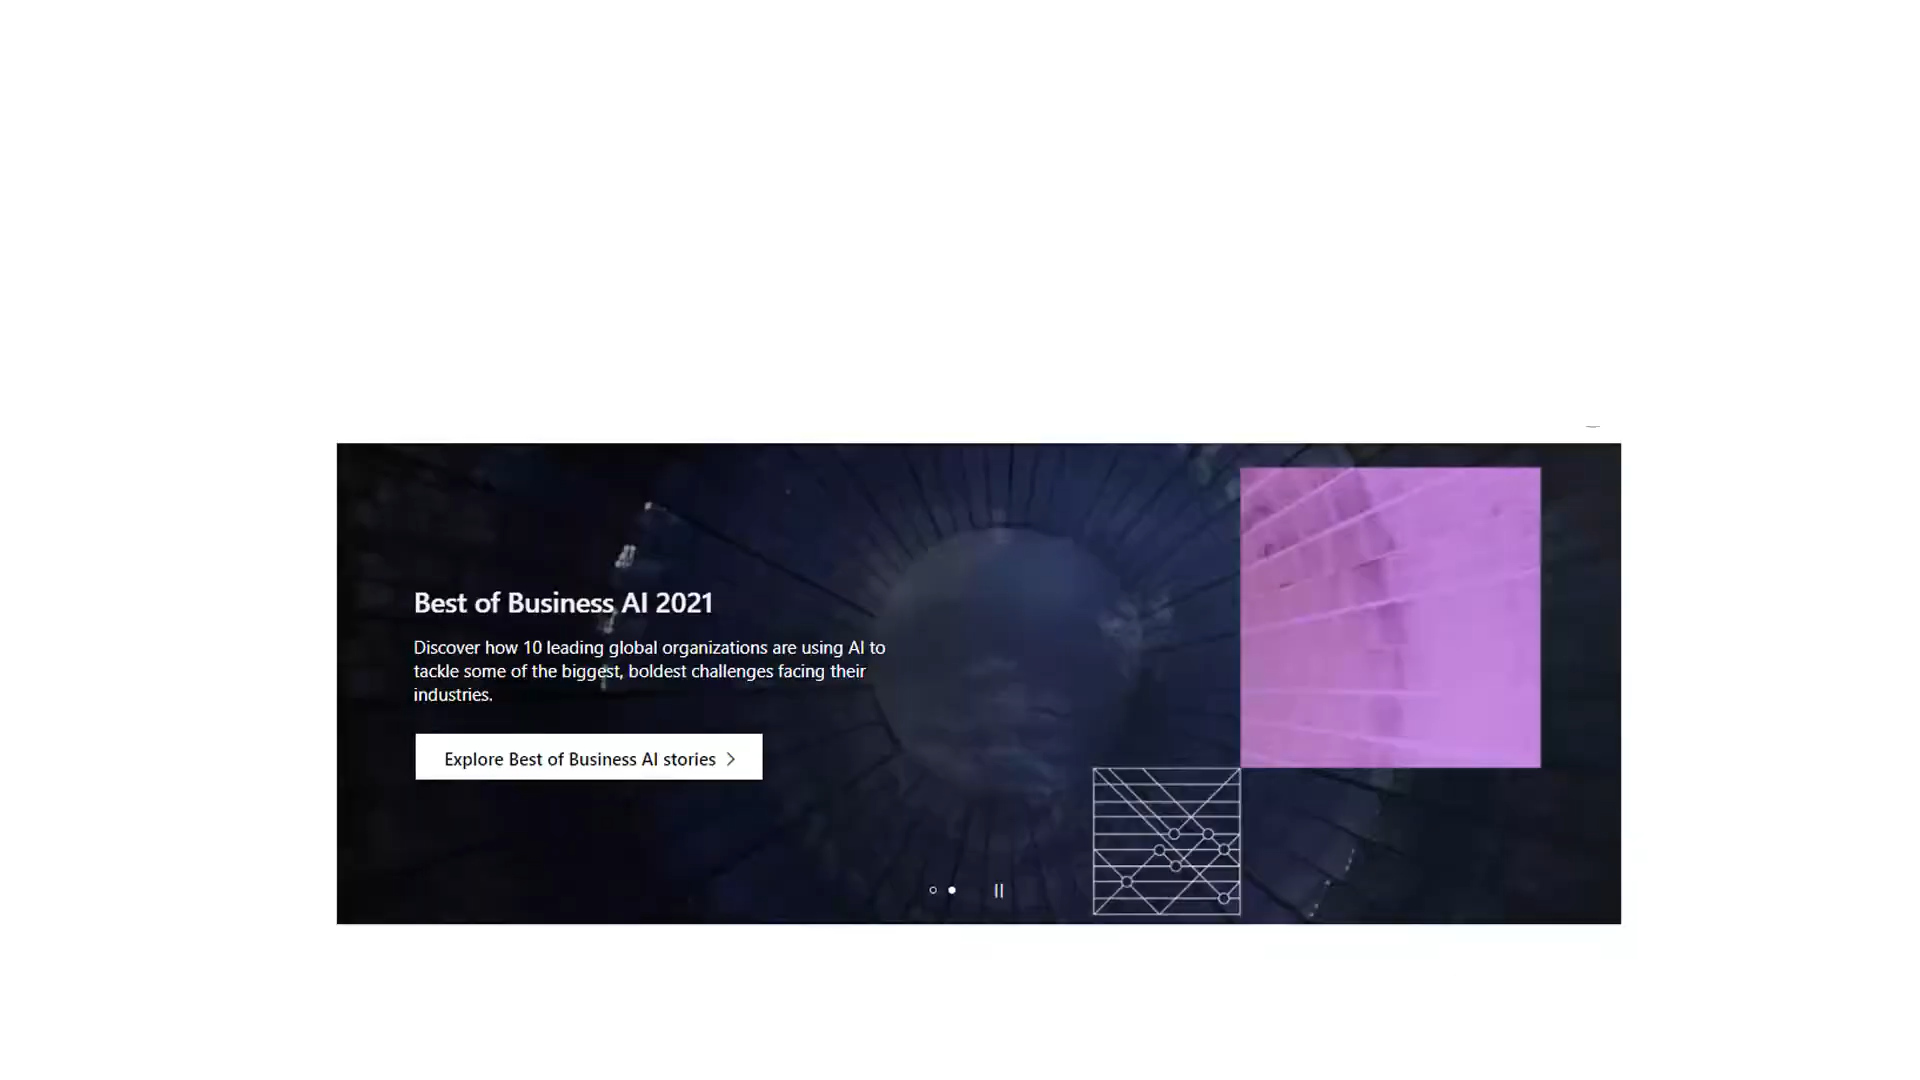 Best of Business AI 2021
Discover how 10 leading global organizations are using AI to
tackle some of the biggest, boldest challenges facing their
industries.
Explore Best of Business AI stories